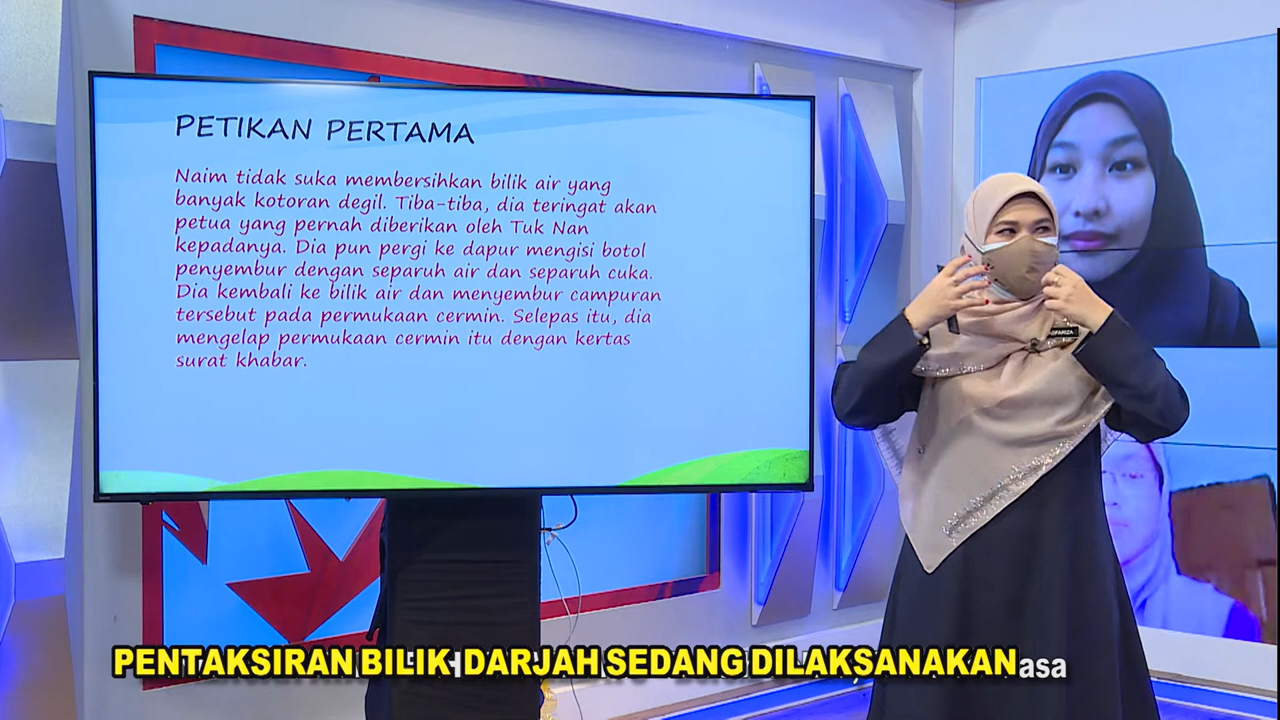 PETIKAN PERTAMA
Naim tidak suka membersihkan bilik air yang
banyak kotoran degil. Tiba-tiba, dia teringat akan
petua yang pernah diberikan oleh Tuk Nan
kepadanya. Dia pun pergi ke dapur mengisi botol
penyembur dengan separuh air dan separuh cuka.
Dia kembali ke bilik air dan menyembur campuran
tersebut pada permukaan cermin. Selepas itu, dia
mengelap permukaan cermin itu dengan kertas
surat khabar.
PENTAKSIRAN BILIK DARJAH SEDANG DILAKSANAKAN